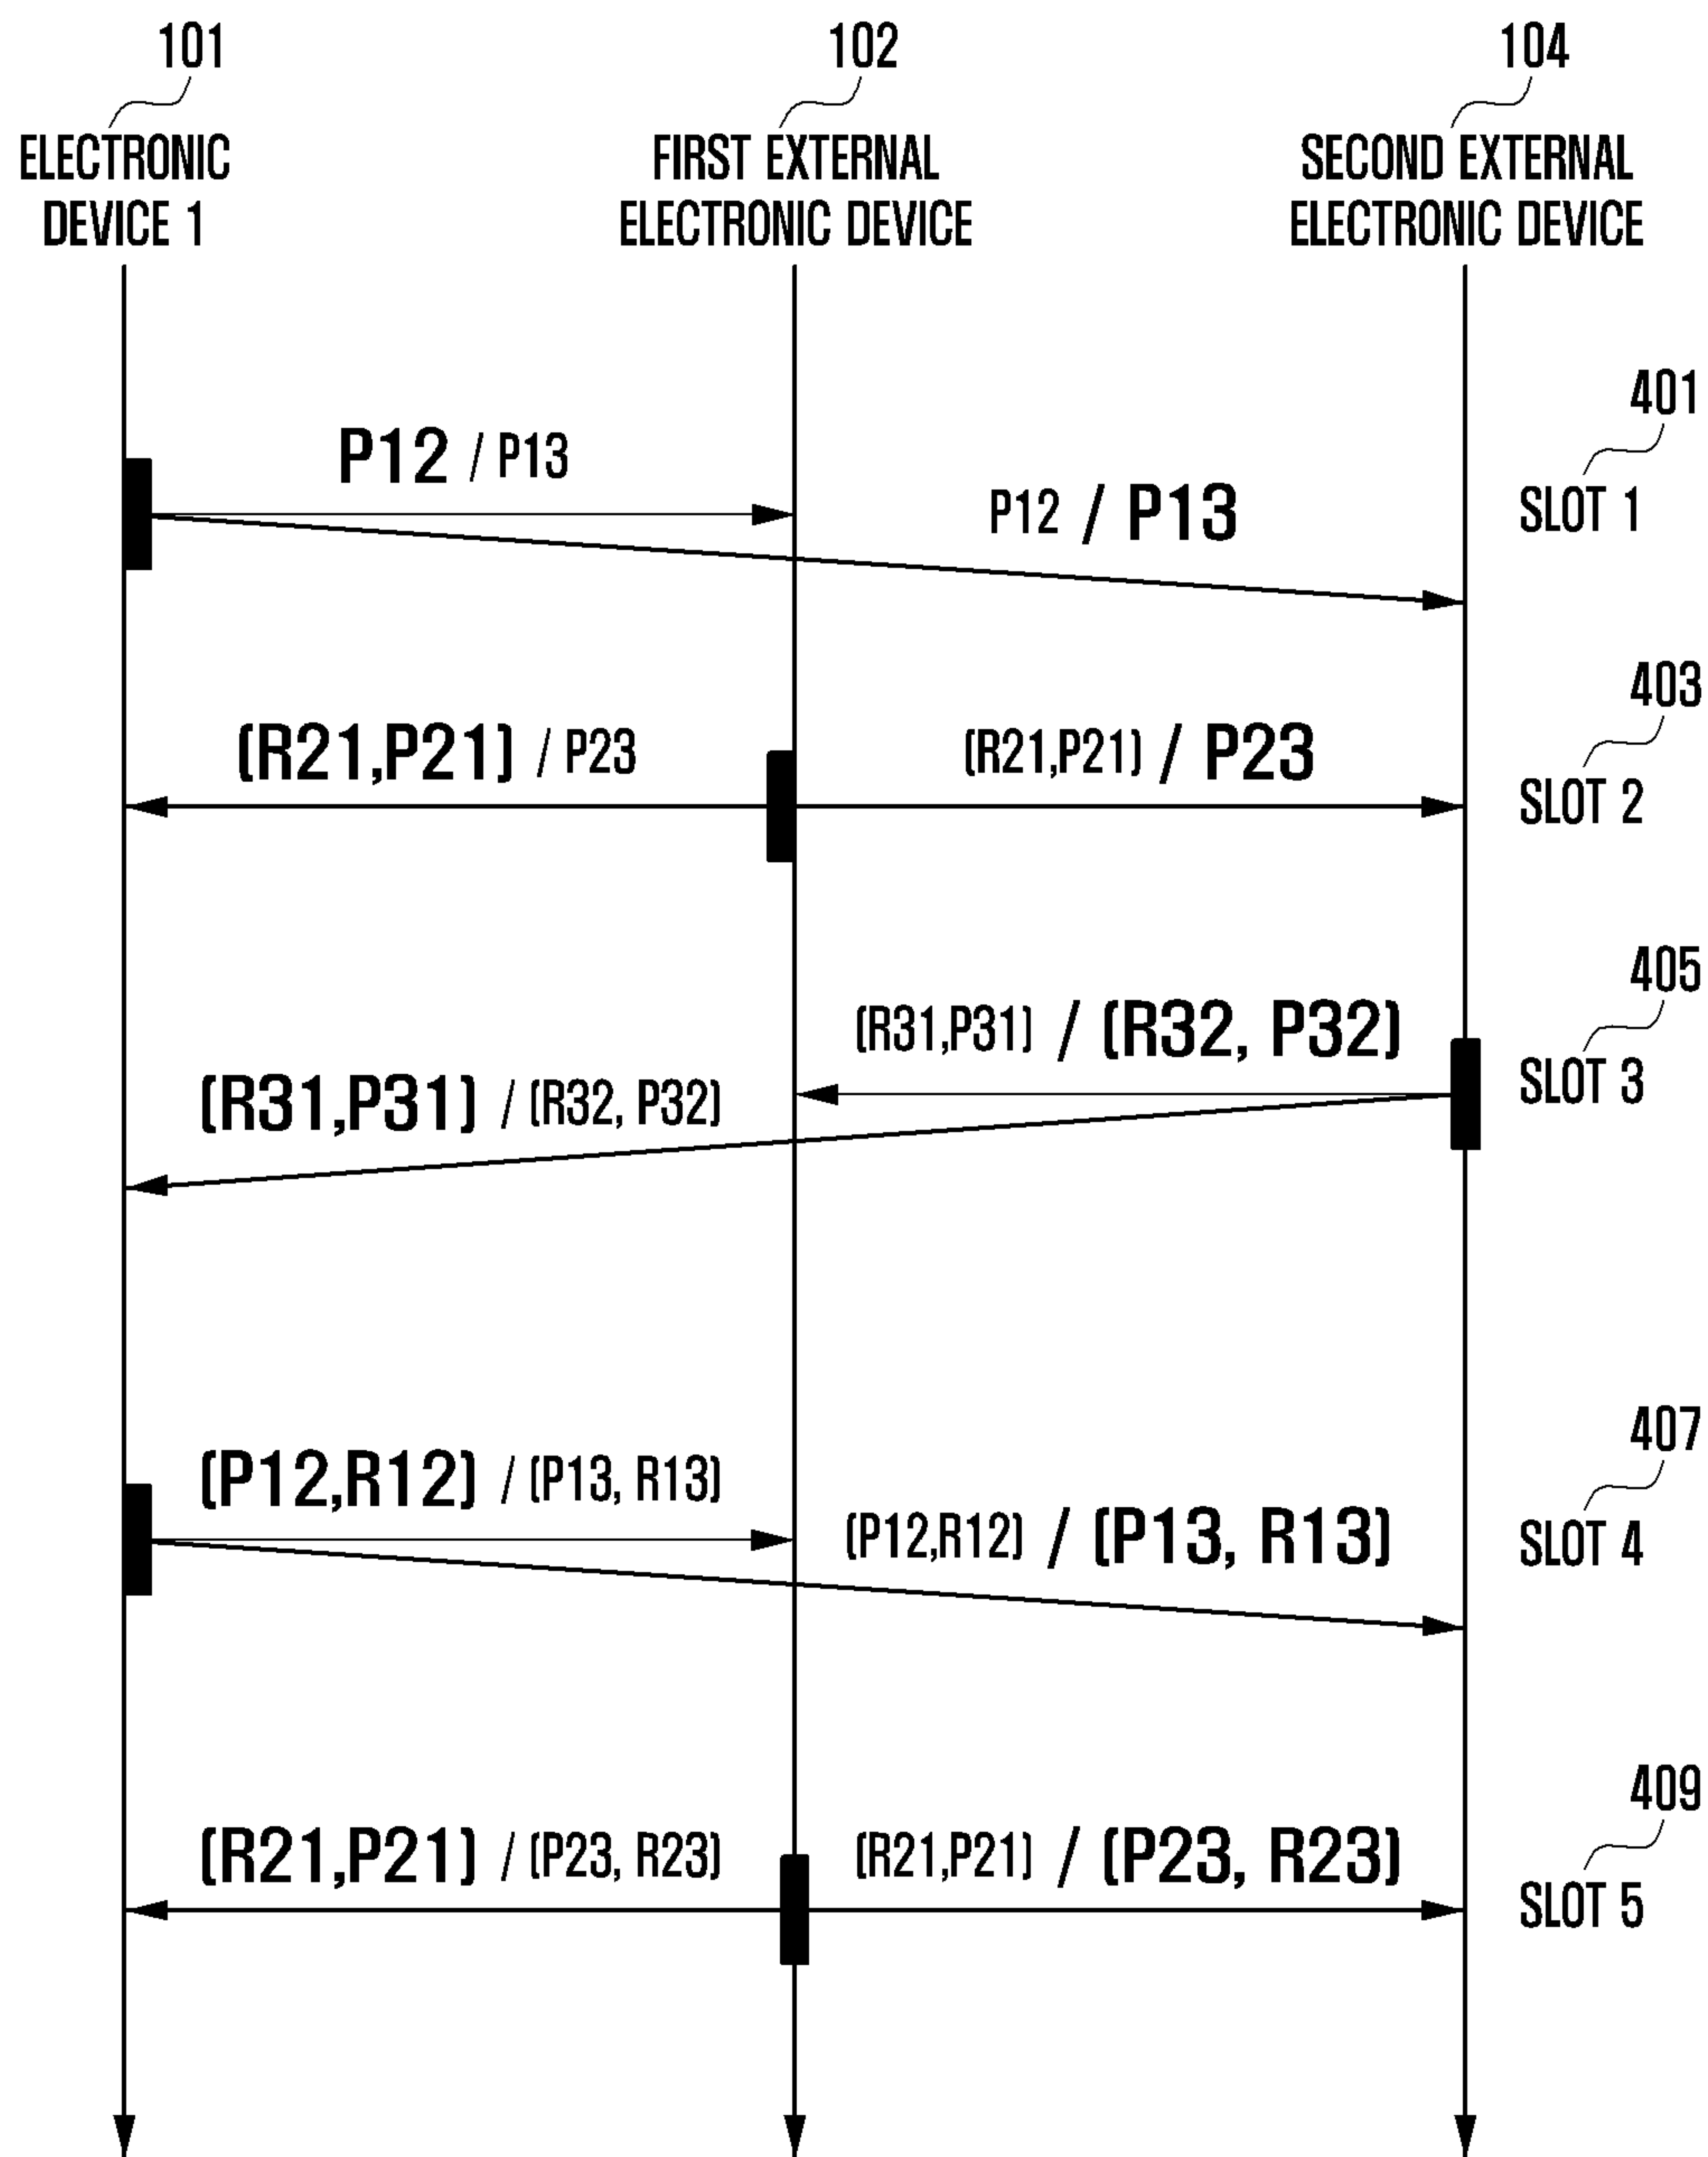 101
102
104
ELECTRONIC
DEVICE 1
FIRST EXTERNAL
ELECTRONIC DEVICE
SECOND EXTERNAL
ELECTRONIC DEVICE
401
P12 / P13
P12 / P13
SLOT 1
403
(R21,P21) / P23
(R21,P21) / P23
SLOT 2
405
(R31,P31) / (R32, P32)
SLOT 3
(R31,P31) / (R32, P32)
407
(P12,R12) / (P13, R13)
(P12,R12) / (P13, R13)
SLOT 4
409
(R21,P21) / (P23, R23)
(R21,P21) / (P23, R23)
SLOT 5